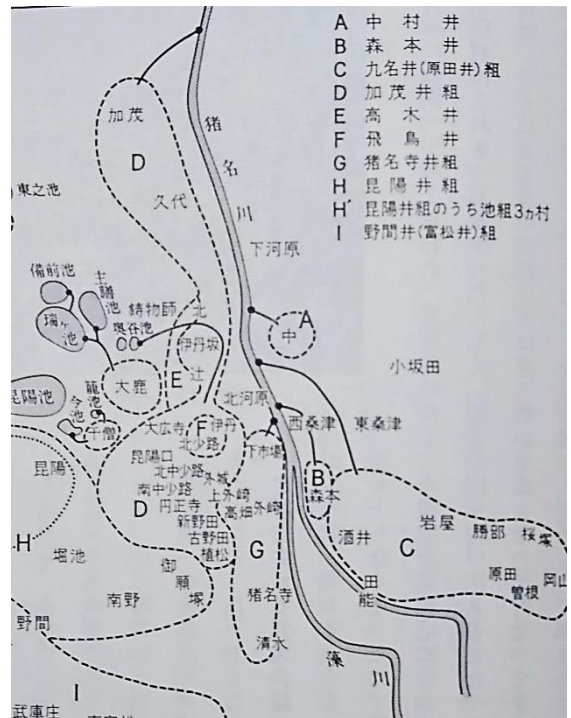 A 中村井
B 森本井
C 九名井(原田井)組
D 加茂井組
E 高木井
F 飛鳥井
G 猪名寺井組
H 昆陽井組
H' 昆陽井組のうち池組3ヵ村
I 野間井(富松井)組
加茂
D
猪名川
久代
東之池
下河原
備前池
主膳池
鋳物師
北
瑞ヶ池
奥谷池
中
A
伊丹坂
小坂田
大鹿
E
辻
昆陽池
籠池
今池
千僧
大広寺
F
伊丹
北少路
北河原
西桑津
東桑津
下市場
昆陽口
昆陽
北中少路
外城
B
森本
南中少路
上外崎
D
円正寺
高畑
外崎
岩屋
勝部
桜塚
新野田
酒井
C
H
古野田
G
堀池
植松
御願塚
原田
岡山
曽根
田能
南野
猪名寺
野間
清水
藻川
I
武庫庄